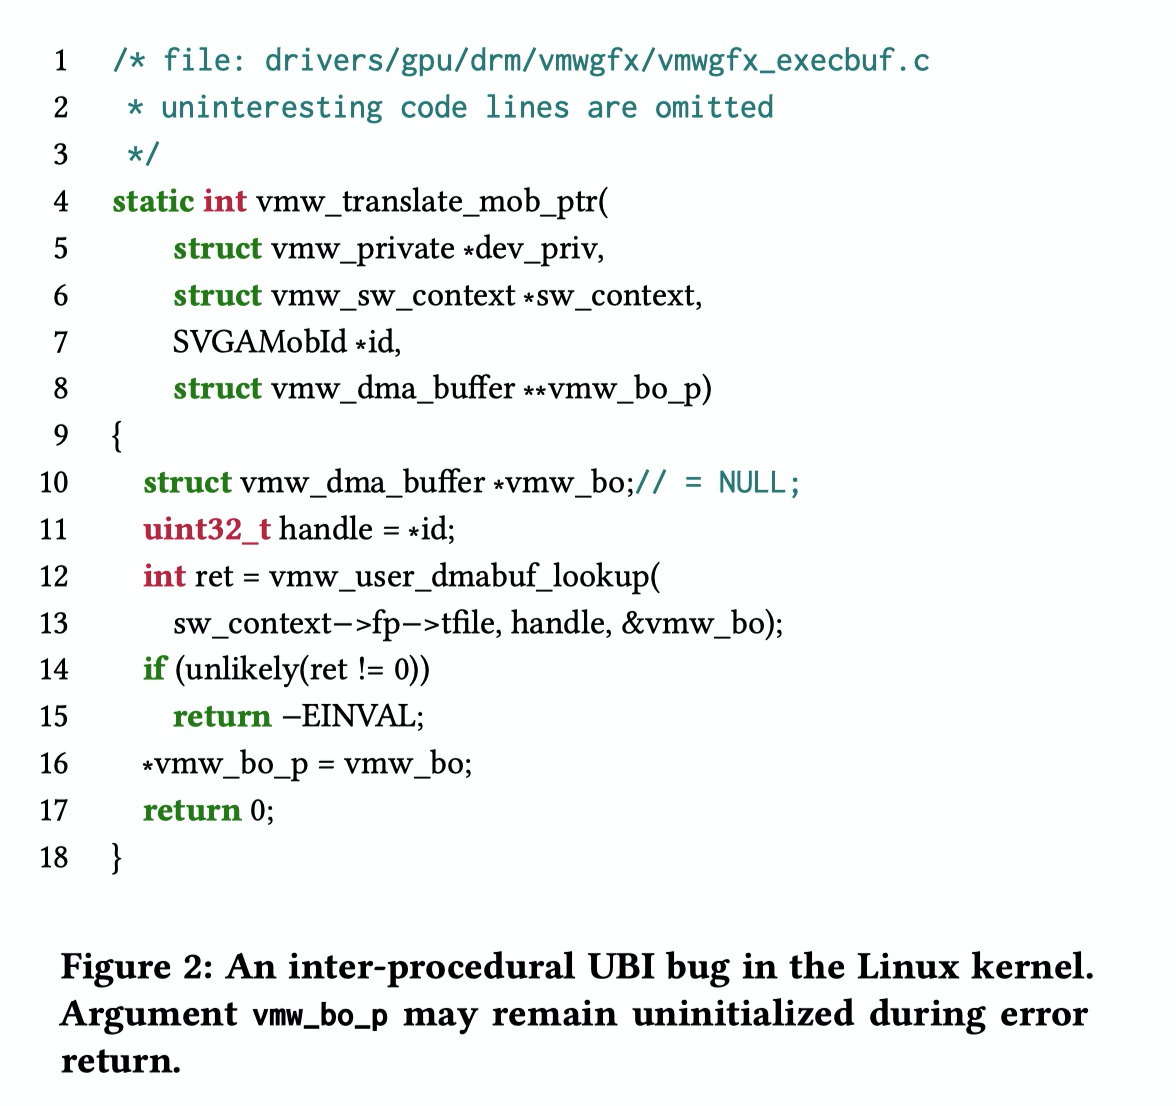 1 /* file: drivers/gpu/drm/vmwgfx/vmwgfx_execbuf.c
2 * uninteresting code lines are omitted
3 */
4 static int vmw_translate_mob_ptr(
5 struct vmw_private *dev_priv,
6 struct vmw_sw_context *sw_context,
7 SVGAMobId *id,
8 struct vmw_dma_buffer **vmw_bo_p)
9 {
10 struct vmw_dma_buffer *vmw_bo;// = NULL;
11 uint32_t handle = *id;
12 int ret = vmw_user_dmabuf_lookup(
13 sw_context−>fp−>tfile, handle, &vmw_bo);
14 if (unlikely(ret != 0))
15 return −EINVAL;
16 *vmw_bo_p = vmw_bo;
17 return 0;
18 }
Figure 2: An inter-procedural UBI bug in the Linux kernel.
Argument vmw_bo_p may remain uninitialized during error
return.